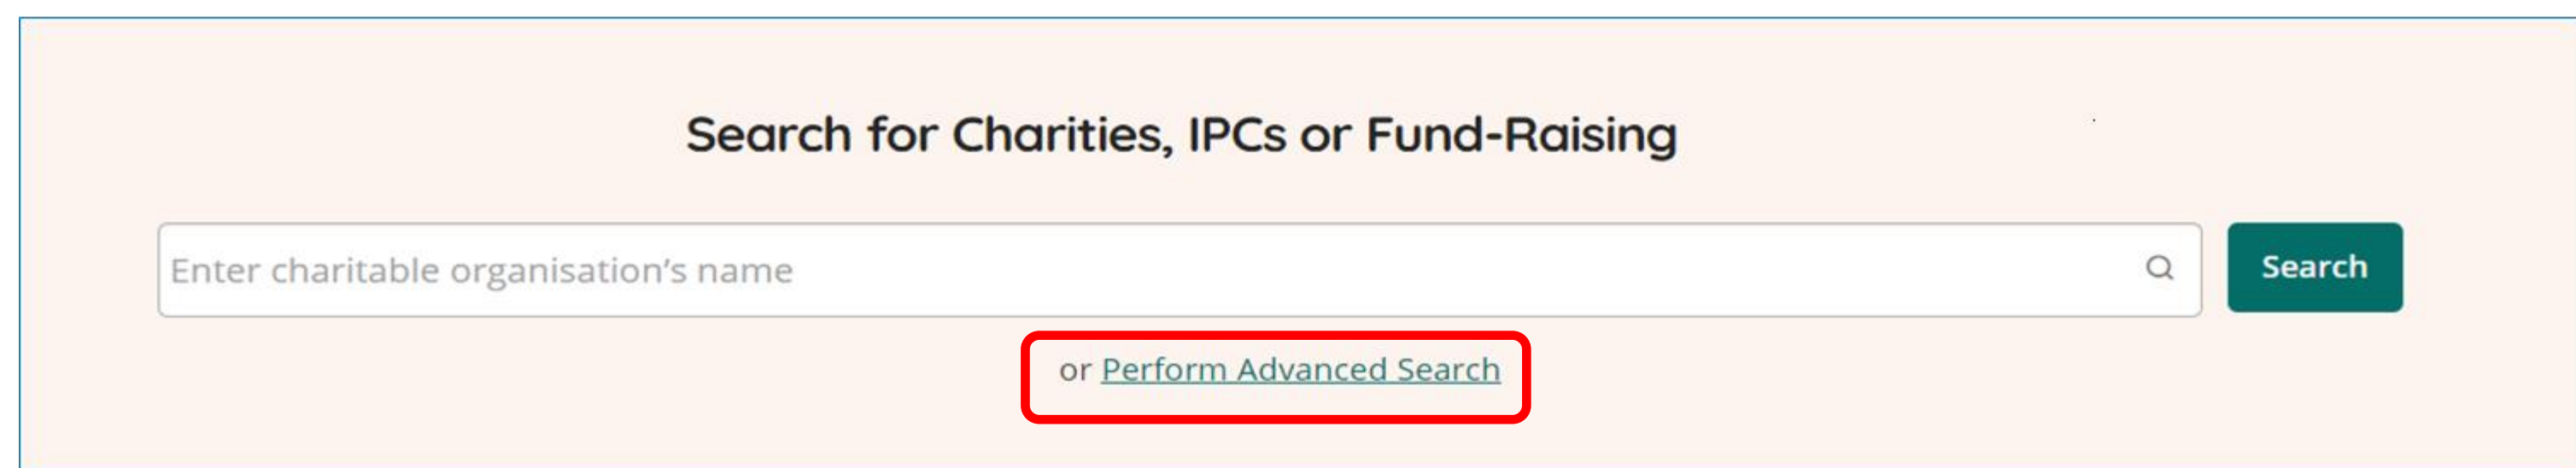 Search for Charities, IPCs or Fund-Raising
Enter charitable organisation's name
Search
or Perform Advanced Search